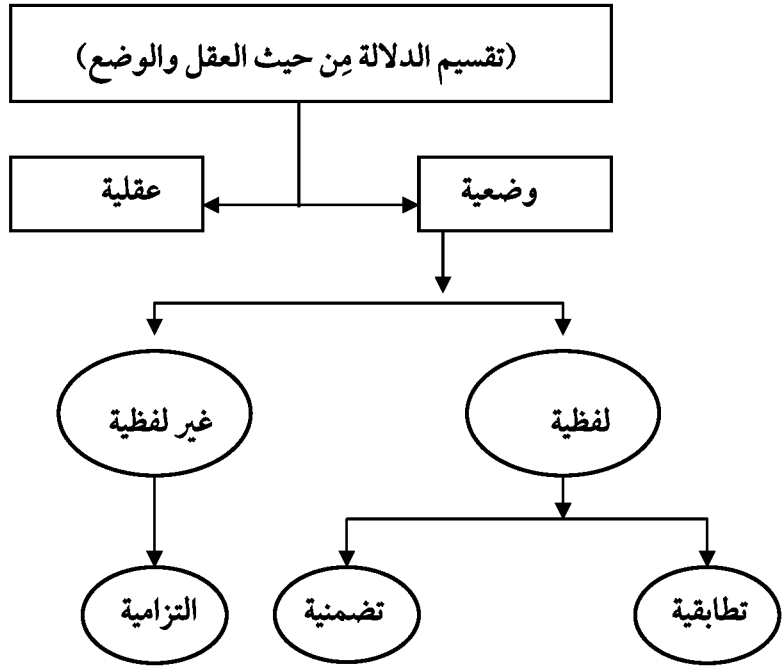 (تقسيم الدلالة مِن حيث العقل والوضع)
وضعية
عقلية
لفظية
غير لفظية
تطابقية
تضمنية
التزامية